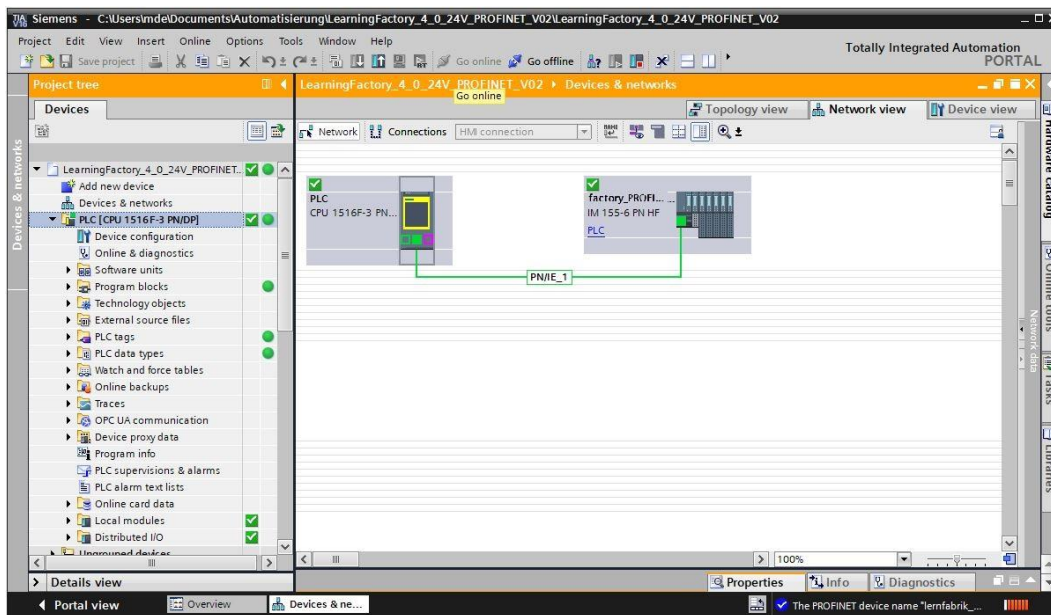 TIA V16 Siemens - C:\Users\mde\Documents\Automatisierung\LearningFactory_4_0_24V_PROFINET_V02\LearningFactory_4_0_24V_PROFINET_V02
Project Edit View Insert Online Options Tools Window Help
Totally Integrated Automation
PORTAL
Save project Go online Go offline
Project tree
LearningFactory_4_0_24V_PROFINET_V02 Devices & networks
Go online
Devices
Topology view Network view Device view
Network Connections HMI connection
LearningFactory_4_0_24V_PROFINET...
Add new device
Devices & networks
PLC [CPU 1516F-3 PN/DP]
Device configuration
Online & diagnostics
Software units
Program blocks
Technology objects
External source files
PLC tags
PLC data types
Watch and force tables
Online backups
Traces
OPC UA communication
Device proxy data
Program info
PLC supervisions & alarms
PLC alarm text lists
Online card data
Local modules
Distributed I/O
Ungrouped devices
PLC
CPU 1516F-3 PN...
factory_PROFI...
IM 155-6 PN HF
PLC
PN/IE_1
100%
Details view
Properties Info Diagnostics
Portal view Overview Devices & ne...
The PROFINET device name "lernfabrik_...
Devices & networks
Network data
Hardware catalog
Online tools
Tasks
Libraries